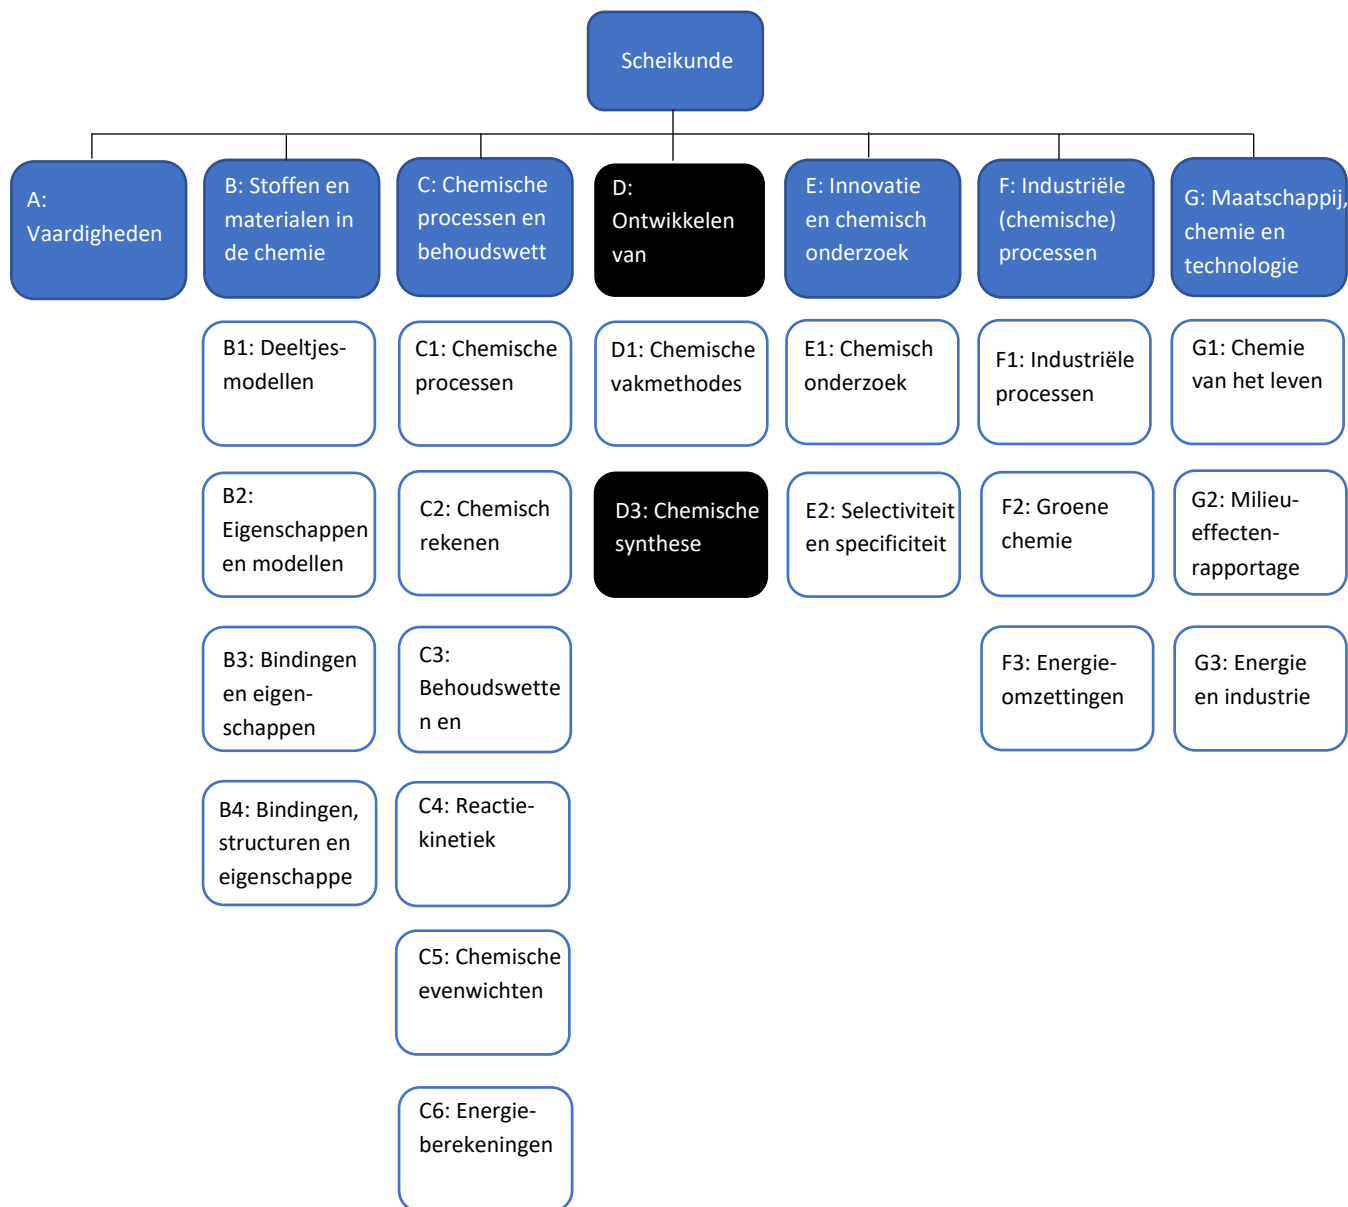 Scheikunde
A:
Vaardigheden
B: Stoffen en
materialen in
de chemie
C: Chemische
processen en
behoudswett
D:
Ontwikkelen
van
E: Innovatie
en chemisch
onderzoek
F: Industriële
(chemische)
processen
G: Maatschappij,
chemie en
technologie
B1: Deeltjes-
modellen
C1: Chemische
processen
D1: Chemische
vakmethodes
E1: Chemisch
onderzoek
F1: Industriële
processen
G1: Chemie
van het leven
B2:
Eigenschappen
en modellen
C2: Chemisch
rekenen
D3: Chemische
synthese
E2: Selectiviteit
en specificiteit
F2: Groene
chemie
G2: Milieu-
effecten-
rapportage
B3: Bindingen
en eigen-
schappen
C3:
Behoudswette
n en
F3: Energie-
omzettingen
G3: Energie
en industrie
B4: Bindingen,
structuren en
eigenschappe
C4: Reactie-
kinetiek
C5: Chemische
evenwichten
C6: Energie-
berekeningen